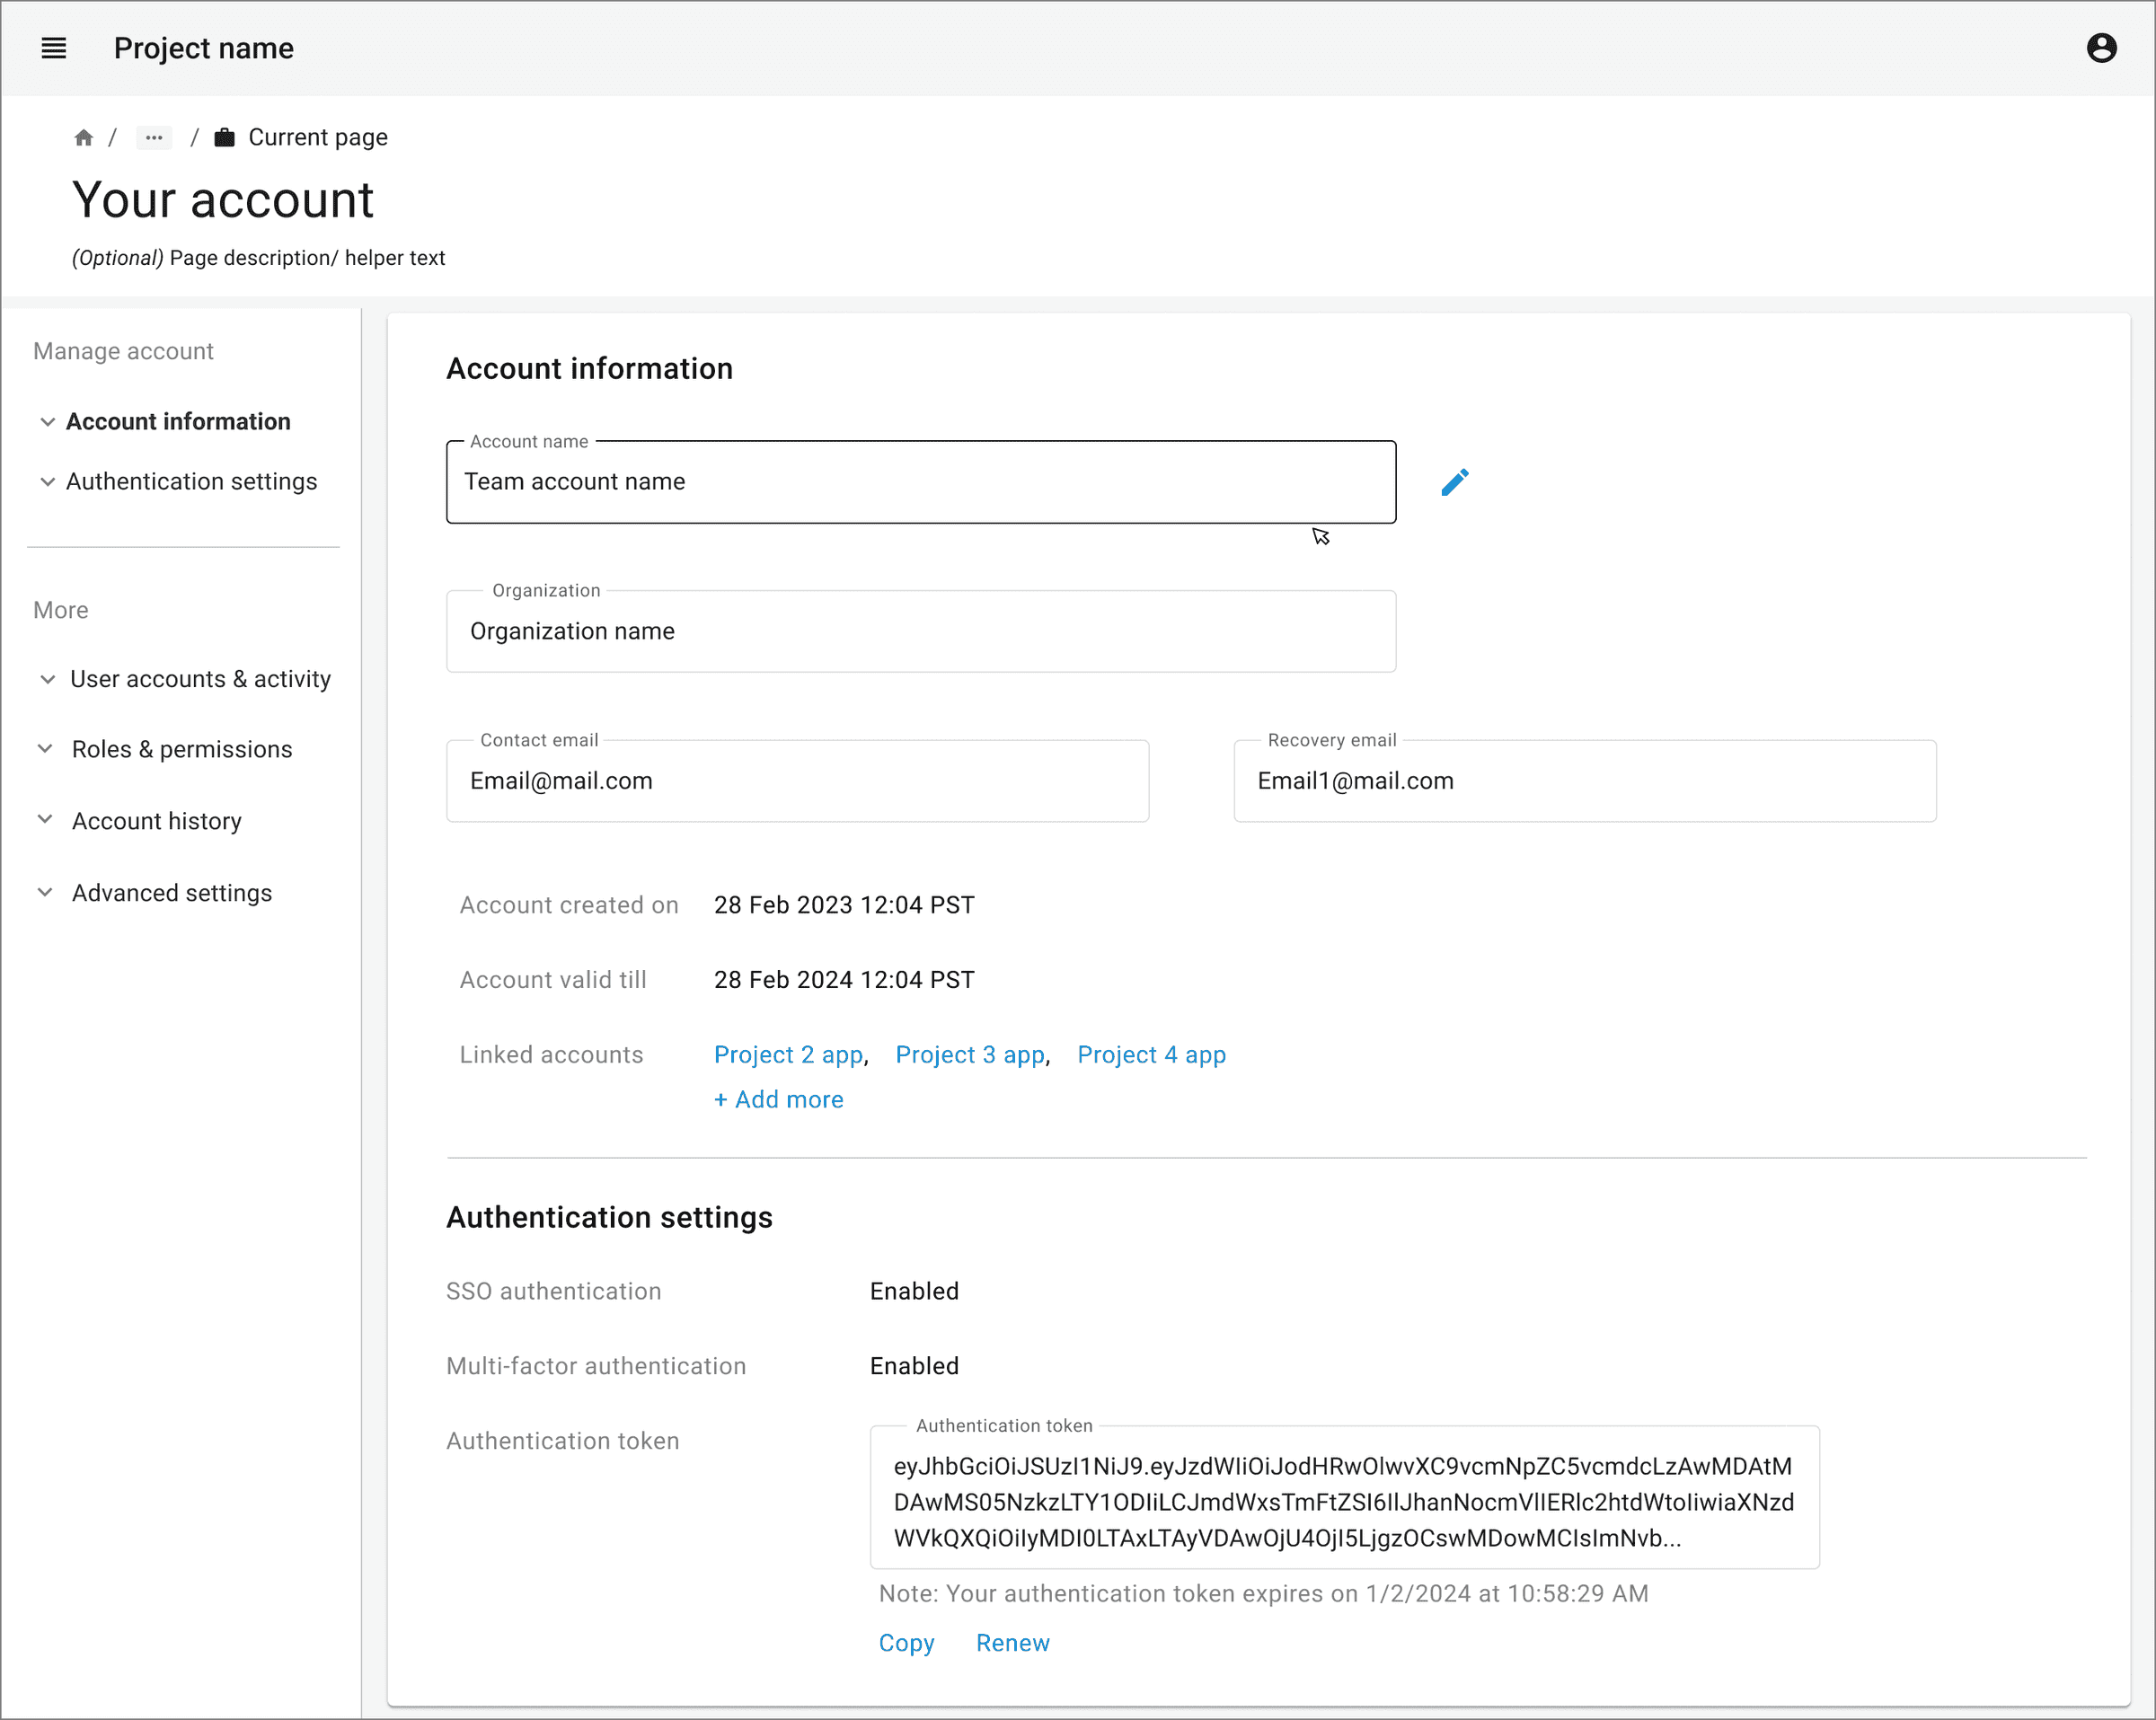 Project name
/ ... / Current page
Your account
(Optional) Page description/ helper text
Manage account
Account information
Authentication settings
More
User accounts & activity
Roles & permissions
Account history
Advanced settings
Account information
Account name
Team account name
Organization
Organization name
Contact email
Email@mail.com
Recovery email
Email1@mail.com
Account created on 28 Feb 2023 12:04 PST
Account valid till 28 Feb 2024 12:04 PST
Linked accounts Project 2 app, Project 3 app, Project 4 app
+ Add more
Authentication settings
SSO authentication Enabled
Multi-factor authentication Enabled
Authentication token
Authentication token
eyJhbGciOiJSUzI1NiJ9.eyJzdWIiOiJodHRwOlwvXC9vcmNpZC5vcmdcLzAwMDAtM
DAwMS05NzkzLTY1ODIiLCJmdWxsTmFtZSI6IlJhanNocmVlIERlc2htdWtoIiwiaXNzd
WVkQXQiOiIyMDI0LTAxLTAyVDAwOjU4OjI5LjgzOCswMDowMCIsImNvb...
Note: Your authentication token expires on 1/2/2024 at 10:58:29 AM
Copy Renew